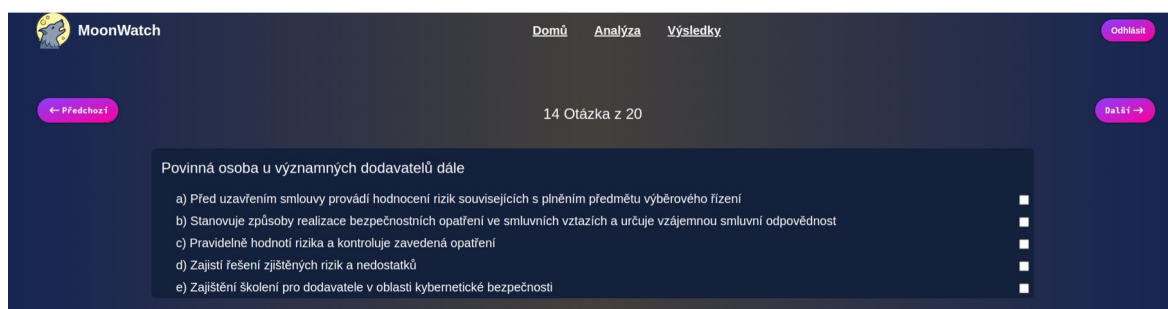 MoonWatch
Domů Analýza Výsledky
Odhlásit
← Předchozí
14 Otázka z 20
Další →
Povinná osoba u významných dodavatelů dále
a) Před uzavřením smlouvy provádí hodnocení rizik souvisejících s plněním předmětu výběrového řízení
b) Stanovuje způsoby realizace bezpečnostních opatření ve smluvních vztazích a určuje vzájemnou smluvní odpovědnost
c) Pravidelně hodnotí rizika a kontroluje zavedená opatření
d) Zajistí řešení zjištěných rizik a nedostatků
e) Zajištění školení pro dodavatele v oblasti kybernetické bezpečnosti